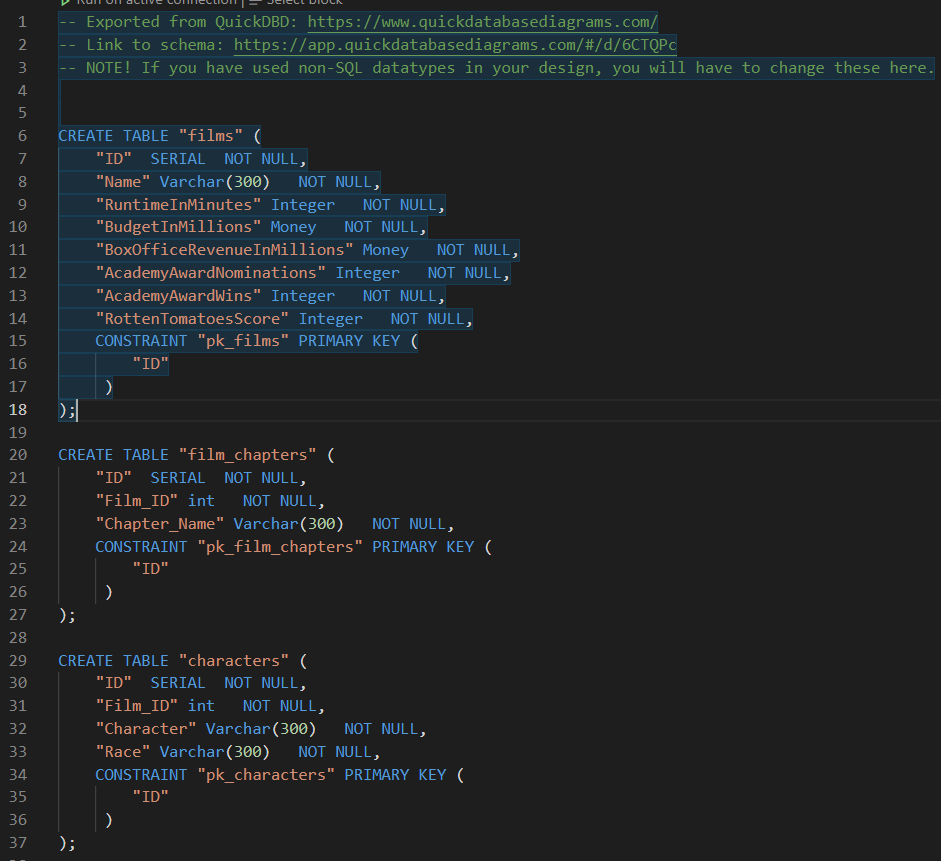 Run on active connection | Select block
1 -- Exported from QuickDBD: https://www.quickdatabasediagrams.com/
2 -- Link to schema: https://app.quickdatabasediagrams.com/#/d/6CTQPc
3 -- NOTE! If you have used non-SQL datatypes in your design, you will have to change these here.
4
5
6 CREATE TABLE "films" (
7     "ID"  SERIAL  NOT NULL,
8     "Name" Varchar(300)   NOT NULL,
9     "RuntimeInMinutes" Integer   NOT NULL,
10     "BudgetInMillions" Money   NOT NULL,
11     "BoxOfficeRevenueInMillions" Money   NOT NULL,
12     "AcademyAwardNominations" Integer   NOT NULL,
13     "AcademyAwardWins" Integer   NOT NULL,
14     "RottenTomatoesScore" Integer   NOT NULL,
15     CONSTRAINT "pk_films" PRIMARY KEY (
16         "ID"
17      )
18 );
19
20 CREATE TABLE "film_chapters" (
21     "ID"  SERIAL  NOT NULL,
22     "Film_ID" int   NOT NULL,
23     "Chapter_Name" Varchar(300)   NOT NULL,
24     CONSTRAINT "pk_film_chapters" PRIMARY KEY (
25         "ID"
26      )
27 );
28
29 CREATE TABLE "characters" (
30     "ID"  SERIAL  NOT NULL,
31     "Film_ID" int   NOT NULL,
32     "Character" Varchar(300)   NOT NULL,
33     "Race" Varchar(300)   NOT NULL,
34     CONSTRAINT "pk_characters" PRIMARY KEY (
35         "ID"
36      )
37 );